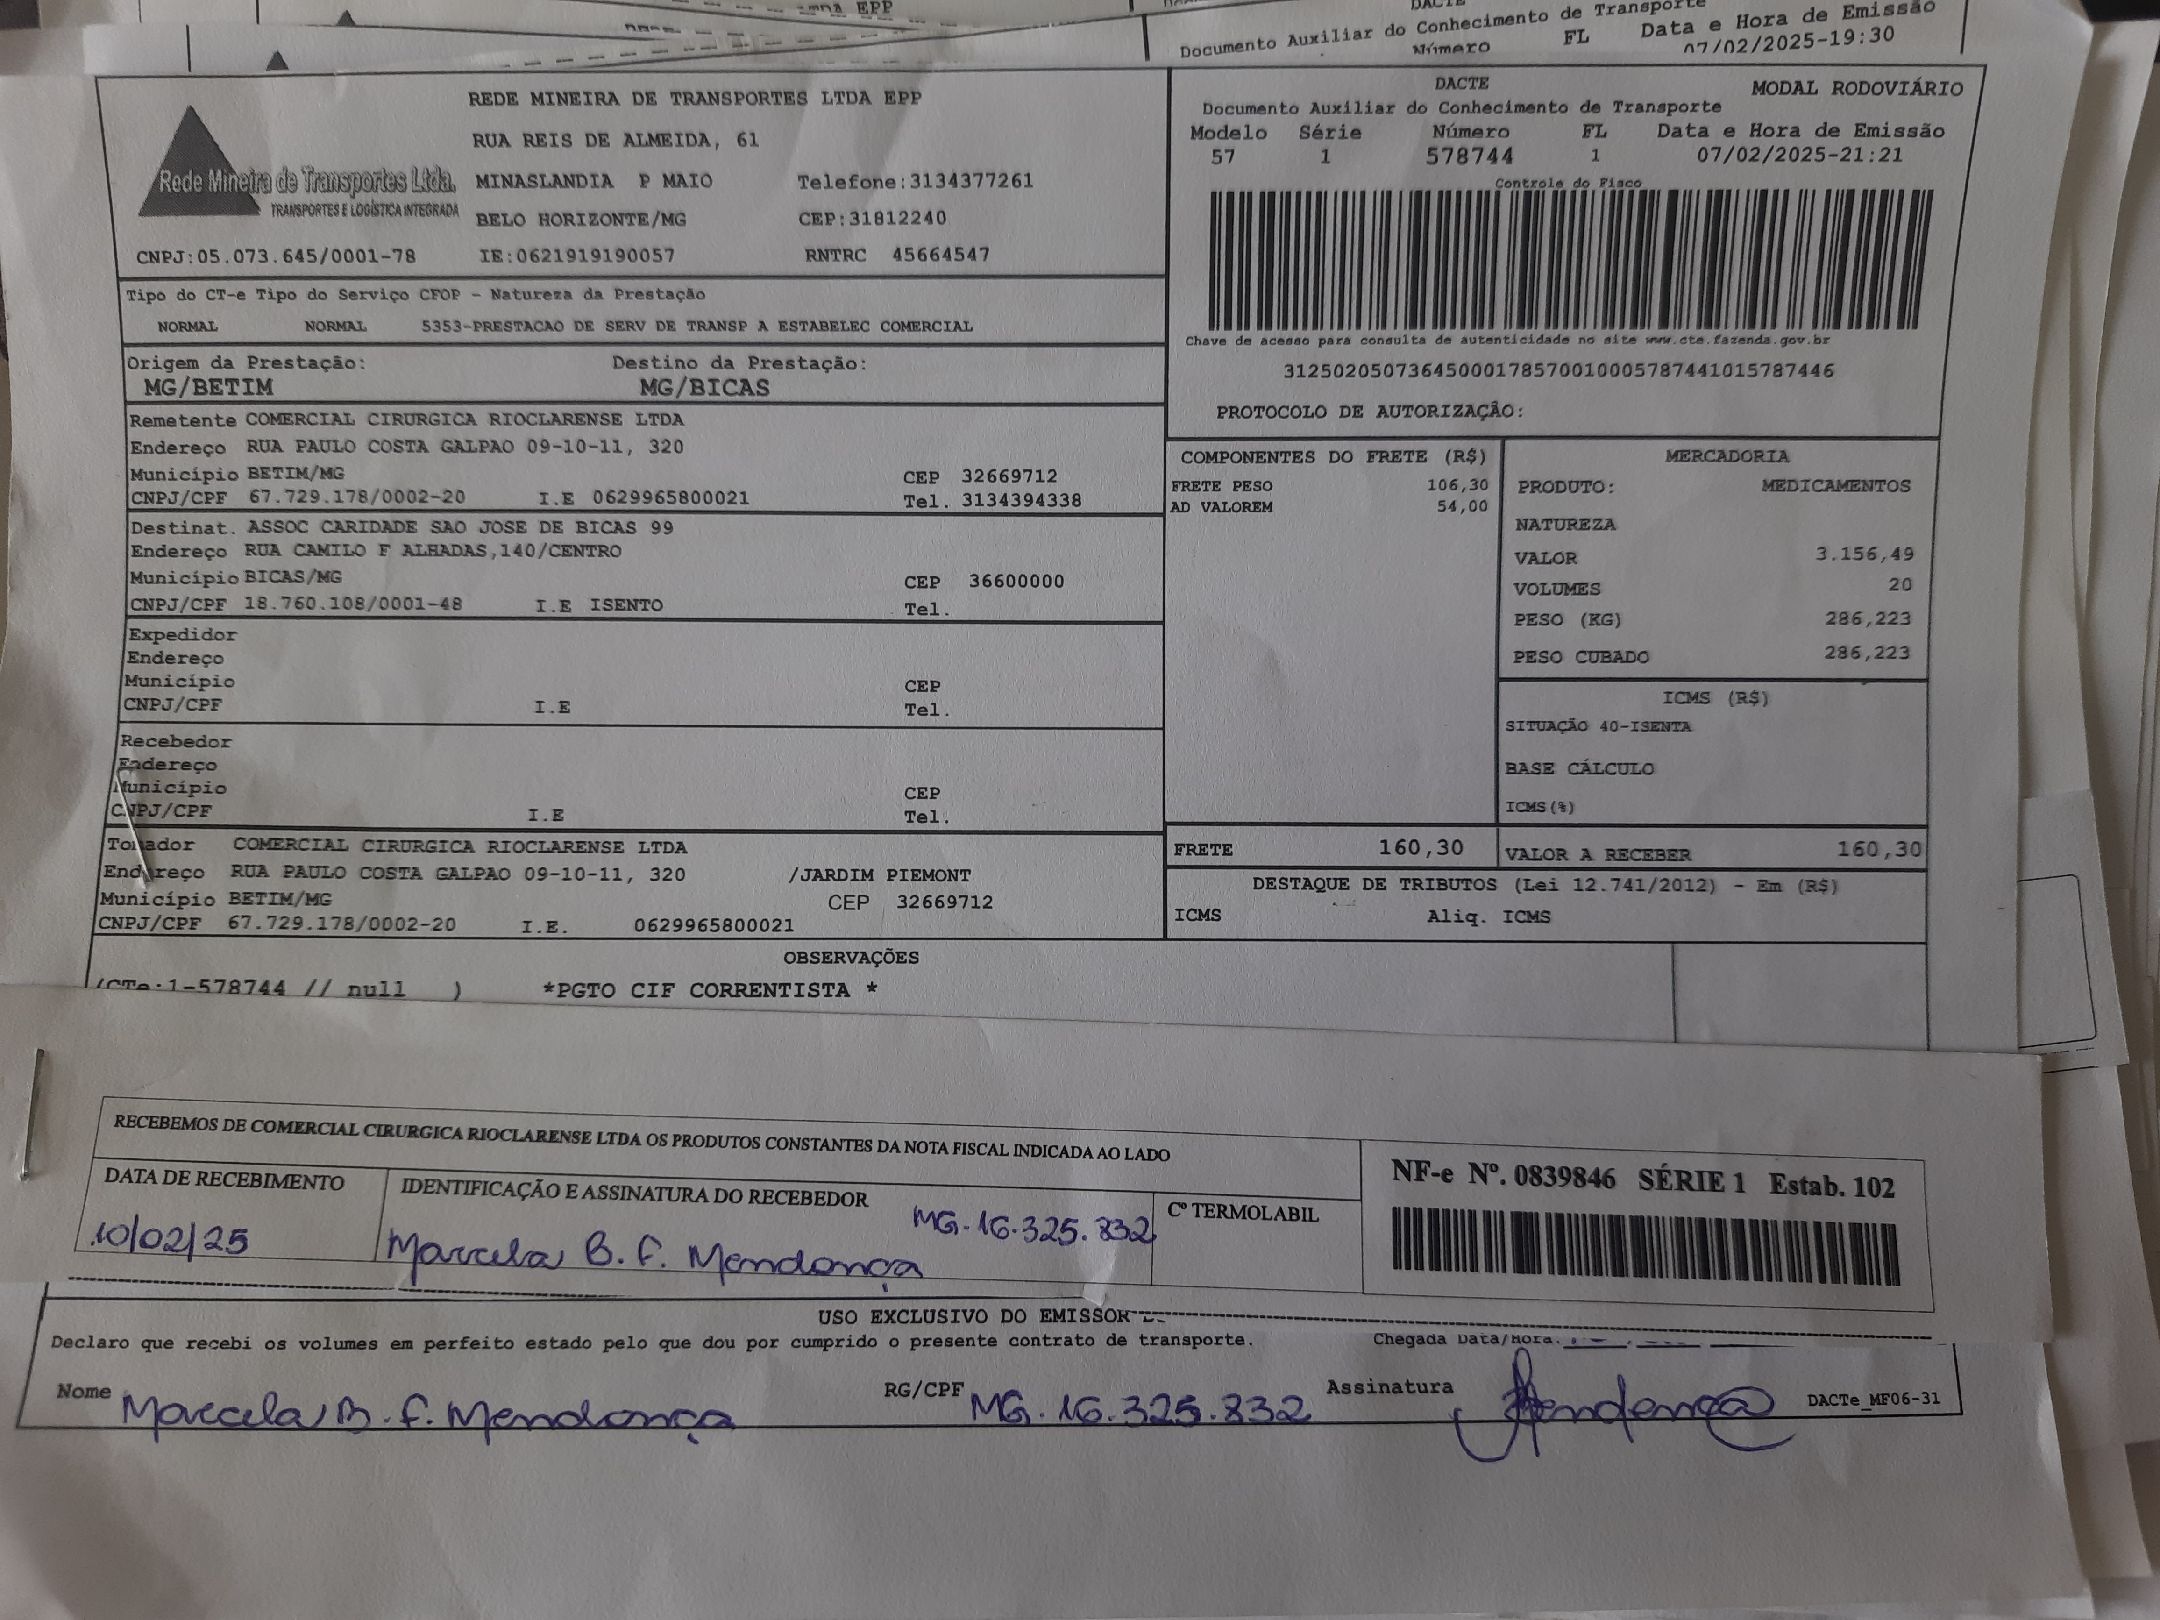 EPP
DACTE
Documento Auxiliar do Conhecimento de Transporte
Número FL Data e Hora de Emissão
07/02/2025-19:30
REDE MINEIRA DE TRANSPORTES LTDA EPP
RUA REIS DE ALMEIDA, 61
Rede Mineira de Transportes Ltda.
TRANSPORTES E LOGÍSTICA INTEGRADA
MINASLANDIA P MAIO Telefone:3134377261
BELO HORIZONTE/MG CEP:31812240
CNPJ:05.073.645/0001-78 IE:0621919190057 RNTRC 45664547
DACTE MODAL RODOVIÁRIO
Documento Auxiliar do Conhecimento de Transporte
Modelo Série Número FL Data e Hora de Emissão
57 1 578744 1 07/02/2025-21:21
Controle do Fisco
Chave de acesso para consulta de autenticidade no site www.cte.fazenda.gov.br
31250205073645000178570010005787441015787446
PROTOCOLO DE AUTORIZAÇÃO:
Tipo do CT-e Tipo do Serviço CFOP - Natureza da Prestação
NORMAL NORMAL 5353-PRESTACAO DE SERV DE TRANSP A ESTABELEC COMERCIAL
Origem da Prestação: Destino da Prestação:
MG/BETIM MG/BICAS
Remetente COMERCIAL CIRURGICA RIOCLARENSE LTDA
Endereço RUA PAULO COSTA GALPAO 09-10-11, 320
Município BETIM/MG CEP 32669712
CNPJ/CPF 67.729.178/0002-20 I.E 0629965800021 Tel. 3134394338
Destinat. ASSOC CARIDADE SAO JOSE DE BICAS 99
Endereço RUA CAMILO F ALHADAS,140/CENTRO
Município BICAS/MG CEP 36600000
CNPJ/CPF 18.760.108/0001-48 I.E ISENTO Tel.
Expedidor
Endereço
Município CEP
CNPJ/CPF I.E Tel.
Recebedor
Endereço
Município CEP
CNPJ/CPF I.E Tel.
Tomador COMERCIAL CIRURGICA RIOCLARENSE LTDA
Endereço RUA PAULO COSTA GALPAO 09-10-11, 320 /JARDIM PIEMONT
Município BETIM/MG CEP 32669712
CNPJ/CPF 67.729.178/0002-20 I.E. 0629965800021
COMPONENTES DO FRETE (R$)
FRETE PESO 106,30
AD VALOREM 54,00
MERCADORIA
PRODUTO: MEDICAMENTOS
NATUREZA
VALOR 3.156,49
VOLUMES 20
PESO (KG) 286,223
PESO CUBADO 286,223
ICMS (R$)
SITUAÇÃO 40-ISENTA
BASE CÁLCULO
ICMS(%)
FRETE 160,30 VALOR A RECEBER 160,30
DESTAQUE DE TRIBUTOS (Lei 12.741/2012) - Em (R$)
ICMS Aliq. ICMS
OBSERVAÇÕES
(CTe:1-578744 // null ) *PGTO CIF CORRENTISTA *
RECEBEMOS DE COMERCIAL CIRURGICA RIOCLARENSE LTDA OS PRODUTOS CONSTANTES DA NOTA FISCAL INDICADA AO LADO
DATA DE RECEBIMENTO IDENTIFICAÇÃO E ASSINATURA DO RECEBEDOR Cº TERMOLABIL
10/02/25 Marcela B. F. Mendonça MG-16.325.832
NF-e Nº. 0839846 SÉRIE 1 Estab. 102
USO EXCLUSIVO DO EMISSOR
Declaro que recebi os volumes em perfeito estado pelo que dou por cumprido o presente contrato de transporte. Chegada Data/Hora.
Nome Marcela B. F. Mendonça RG/CPF MG-16.325.832 Assinatura Mendonça DACTe_MF06-31